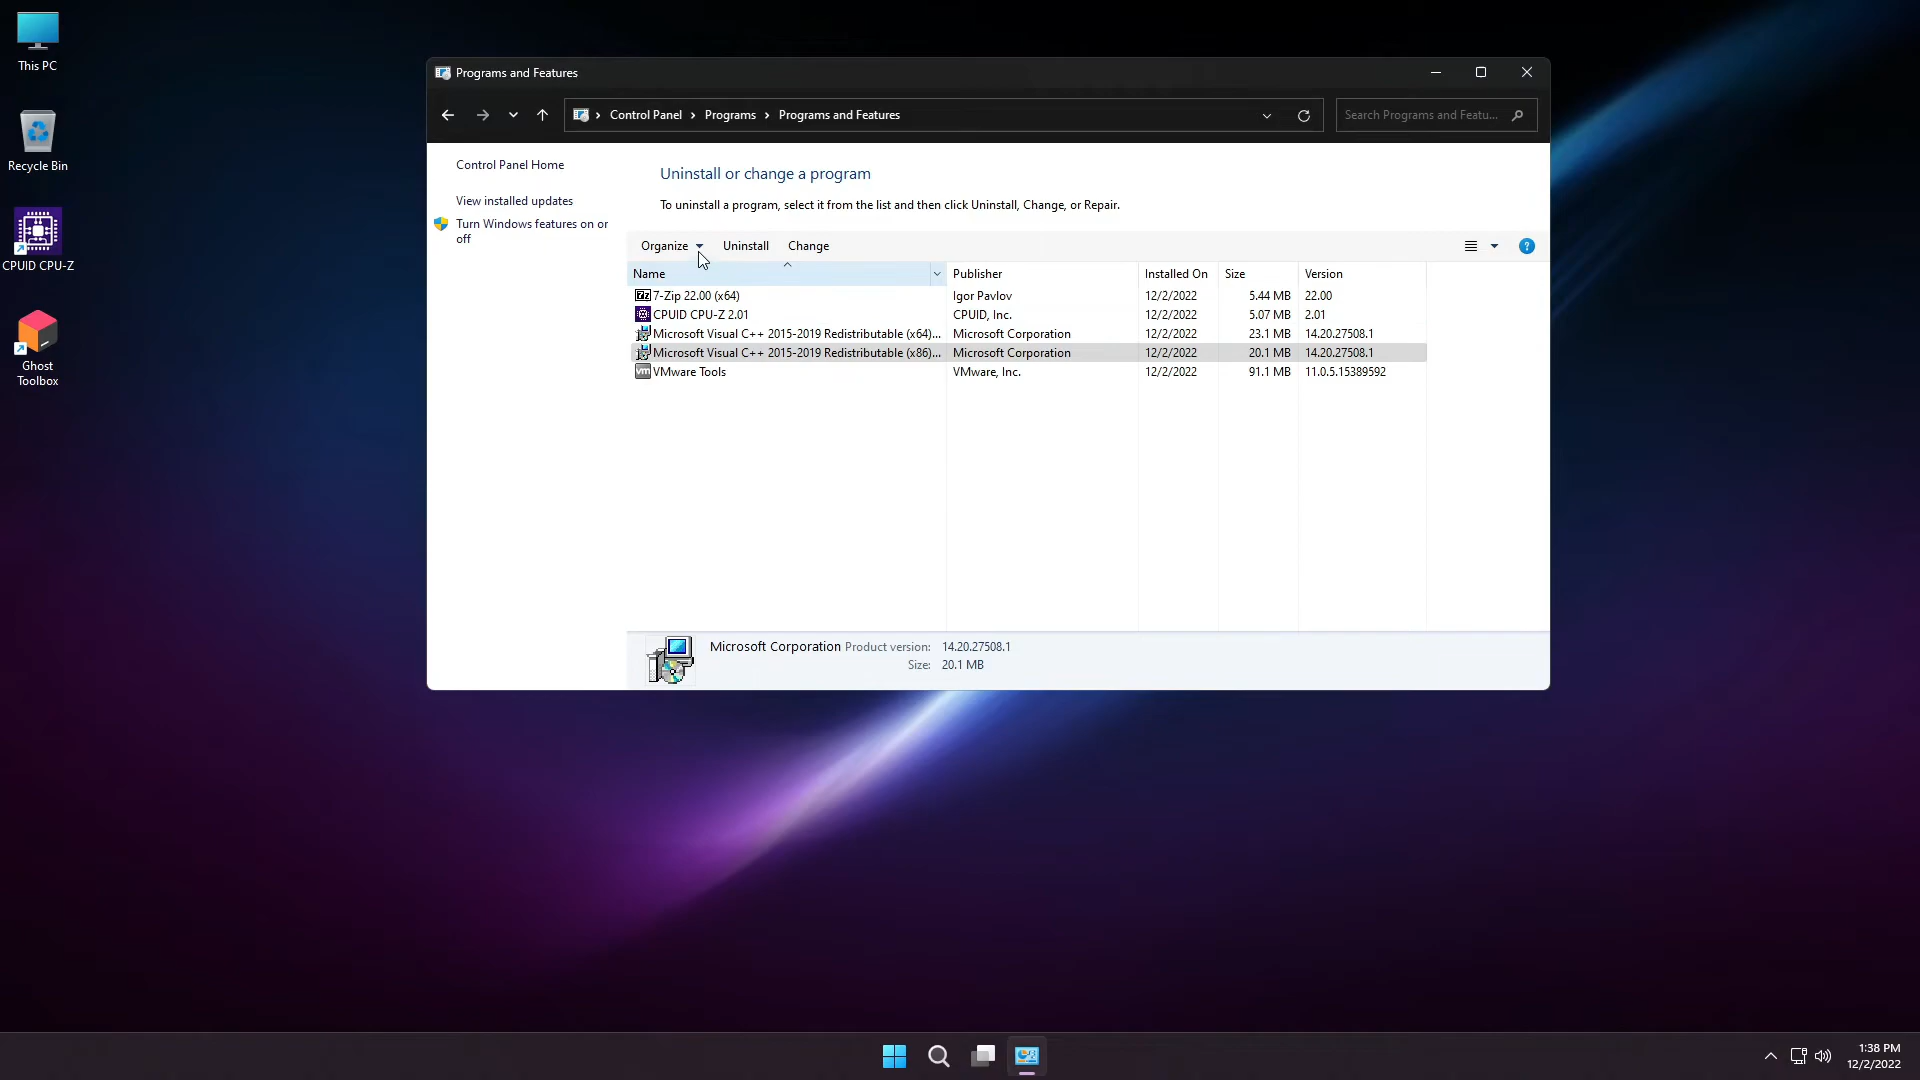 This PC
Recycle Bin
CPUID CPU-Z
Ghost
Toolbox
Programs and Features
Control Panel > Programs > Programs and Features
Search Programs and Featu...
Control Panel Home
View installed updates
Turn Windows features on or
off
Uninstall or change a program
To uninstall a program, select it from the list and then click Uninstall, Change, or Repair.
Organize Uninstall Change
Name Publisher Installed On Size Version
7-Zip 22.00 (x64) Igor Pavlov 12/2/2022 5.44 MB 22.00
CPUID CPU-Z 2.01 CPUID, Inc. 12/2/2022 5.07 MB 2.01
Microsoft Visual C++ 2015-2019 Redistributable (x64)... Microsoft Corporation 12/2/2022 23.1 MB 14.20.27508.1
Microsoft Visual C++ 2015-2019 Redistributable (x86)... Microsoft Corporation 12/2/2022 20.1 MB 14.20.27508.1
VMware Tools VMware, Inc. 12/2/2022 91.1 MB 11.0.5.15389592
Microsoft Corporation Product version: 14.20.27508.1
Size: 20.1 MB
1:38 PM
12/2/2022